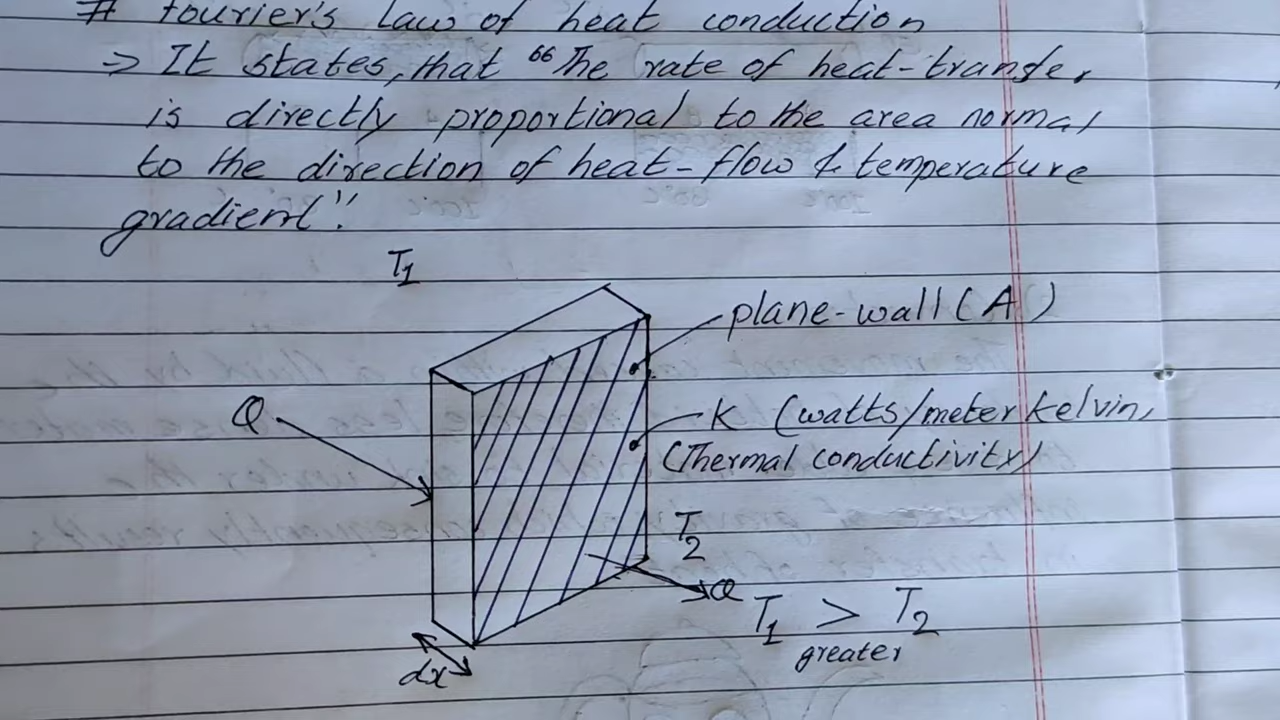 # Fourier's Law of heat conduction
⇒ It states, that "The rate of heat-transfer
is directly proportional to the area normal
to the direction of heat-flow & temperature
gradient".
T1
plane-wall (A)
Q
K (watts/meter kelvin)
(Thermal conductivity)
T2
Q
T1 > T2
greater
dx